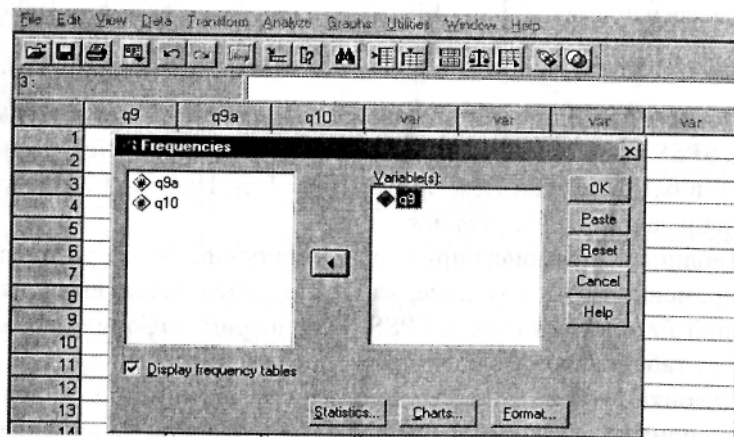 File Edit View Data Transform Analyze Graphs Utilities Window Help
3:
q9 q9a q10 var var var var
1
2
3
4
5
6
7
8
9
10
11
12
13
14
Frequencies
q9a
q10
Variable(s):
q9
OK
Paste
Reset
Cancel
Help
Display frequency tables
Statistics... Charts... Format...